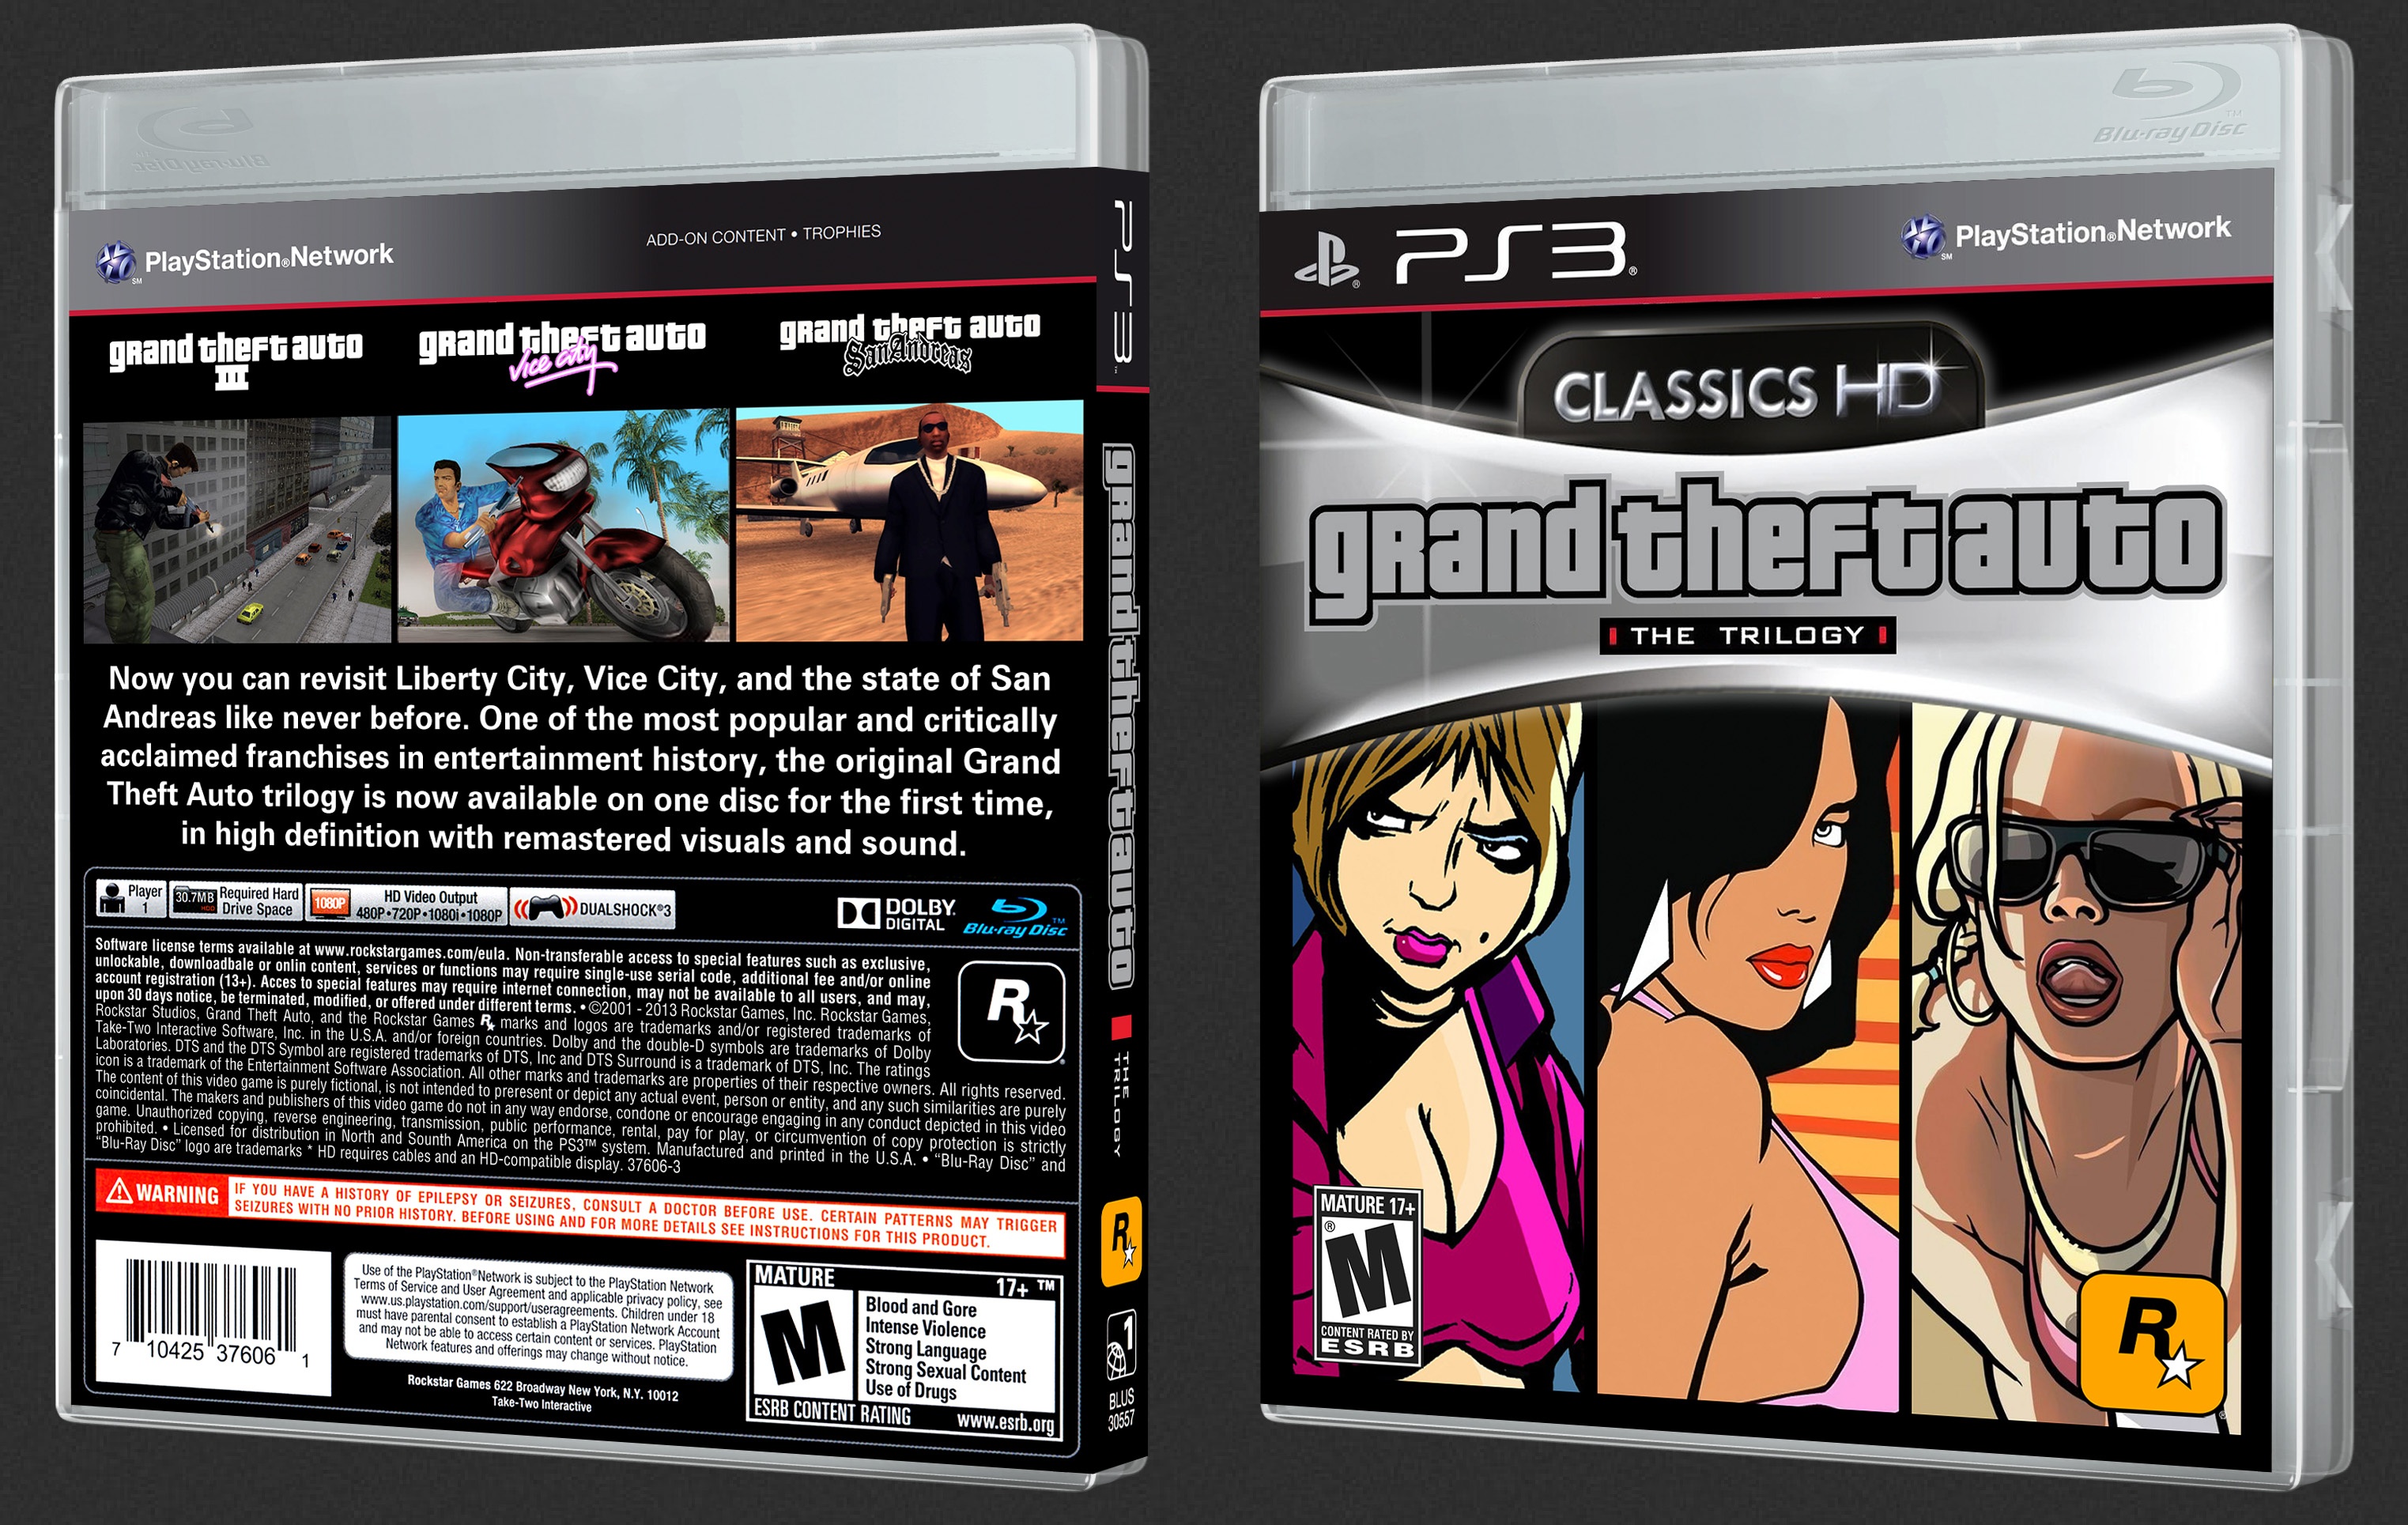 Blu-ray Disc
PlayStation®Network
SM
ADD-ON CONTENT • TROPHIES
grand theft auto
III
grand theft auto
Vice City
grand theft auto
San Andreas
Now you can revisit Liberty City, Vice City, and the state of San
Andreas like never before. One of the most popular and critically
acclaimed franchises in entertainment history, the original Grand
Theft Auto trilogy is now available on one disc for the first time,
in high definition with remastered visuals and sound.
Player
1
30.7MB
HDD
Required Hard
Drive Space
1080P
HD Video Output
480P•720P•1080i•1080P
DUALSHOCK®3
DOLBY
DIGITAL
Blu-ray Disc™
Software license terms available at www.rockstargames.com/eula. Non-transferable access to special features such as exclusive,
unlockable, downloadbale or onlin content, services or functions may require single-use serial code, additional fee and/or online
account registration (13+). Acces to special features may require internet connection, may not be available to all users, and may,
upon 30 days notice, be terminated, modified, or offered under different terms. • ©2001 - 2013 Rockstar Games, Inc. Rockstar Games,
Rockstar Studios, Grand Theft Auto, and the Rockstar Games R marks and logos are trademarks and/or registered trademarks of
Take-Two Interactive Software, Inc. in the U.S.A. and/or foreign countries. Dolby and the double-D symbols are trademarks of Dolby
Laboratories. DTS and the DTS Symbol are registered trademarks of DTS, Inc and DTS Surround is a trademark of DTS, Inc. The ratings
icon is a trademark of the Entertainment Software Association. All other marks and trademarks are properties of their respective owners. All rights reserved.
The content of this video game is purely fictional, is not intended to preresent or depict any actual event, person or entity, and any such similarities are purely
coincidental. The makers and publishers of this video game do not in any way endorse, condone or encourage engaging in any conduct depicted in this video
game. Unauthorized copying, reverse engineering, transmission, public performance, rental, pay for play, or circumvention of copy protection is strictly
prohibited. • Licensed for distribution in North and Sounth America on the PS3™ system. Manufactured and printed in the U.S.A. • "Blu-Ray Disc" and
"Blu-Ray Disc" logo are trademarks * HD requires cables and an HD-compatible display. 37606-3
R
WARNING
IF YOU HAVE A HISTORY OF EPILEPSY OR SEIZURES, CONSULT A DOCTOR BEFORE USE. CERTAIN PATTERNS MAY TRIGGER
SEIZURES WITH NO PRIOR HISTORY. BEFORE USING AND FOR MORE DETAILS SEE INSTRUCTIONS FOR THIS PRODUCT.
7 10425 37606 1
Use of the PlayStation®Network is subject to the PlayStation Network
Terms of Service and User Agreement and applicable privacy policy, see
www.us.playstation.com/support/useragreements. Children under 18
must have parental consent to establish a PlayStation Network Account
and may not be able to access certain content or services. PlayStation
Network features and offerings may change without notice.
Rockstar Games 622 Broadway New York, N.Y. 10012
Take-Two Interactive
MATURE 17+ ™
M
Blood and Gore
Intense Violence
Strong Language
Strong Sexual Content
Use of Drugs
ESRB CONTENT RATING www.esrb.org
PS3
grand theft auto
THE TRILOGY
R
1
BLUS
30557
Blu-ray Disc™
PS3®
PlayStation®Network
SM
CLASSICS HD
grand theft auto
THE TRILOGY
MATURE 17+
®
M
CONTENT RATED BY
ESRB
R